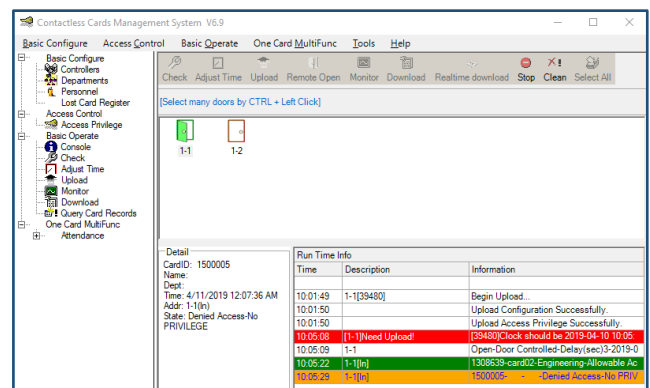 Contactless Cards Management System  V6.9
Basic Configure  Access Control  Basic Operate  One Card MultiFunc  Tools  Help
Check  Adjust Time  Upload  Remote Open  Monitor  Download  Realtime download  Stop  Clean  Select All
Basic Configure
Controllers
Departments
Personnel
Lost Card Register
Access Control
Access Privilege
Basic Operate
Console
Check
Adjust Time
Upload
Monitor
Download
Query Card Records
One Card MultiFunc
Attendance
[Select many doors by CTRL + Left Click]
1-1  1-2
Detail
CardID: 1500005
Name:
Dept:
Time: 4/11/2019 12:07:36 AM
Addr: 1-1(In)
State: Denied Access-No
PRIVILEGE
Run Time Info
Time  Description  Information
10:01:49  1-1[39480]  Begin Upload...
10:01:50  Upload Configuration Successfully.
10:01:50  Upload Access Privilege Successfully.
10:05:08  [1-1]Need Upload!  [39480]Clock should be 2019-04-10 10:05:
10:05:09  1-1  Open-Door Controlled-Delay(sec)3-2019-0
10:05:22  1-1[In]  1308639-card02-Engineering-Allowable Ac
10:05:29  1-1[In]  1500005-  -  -Denied Access-No PRIV